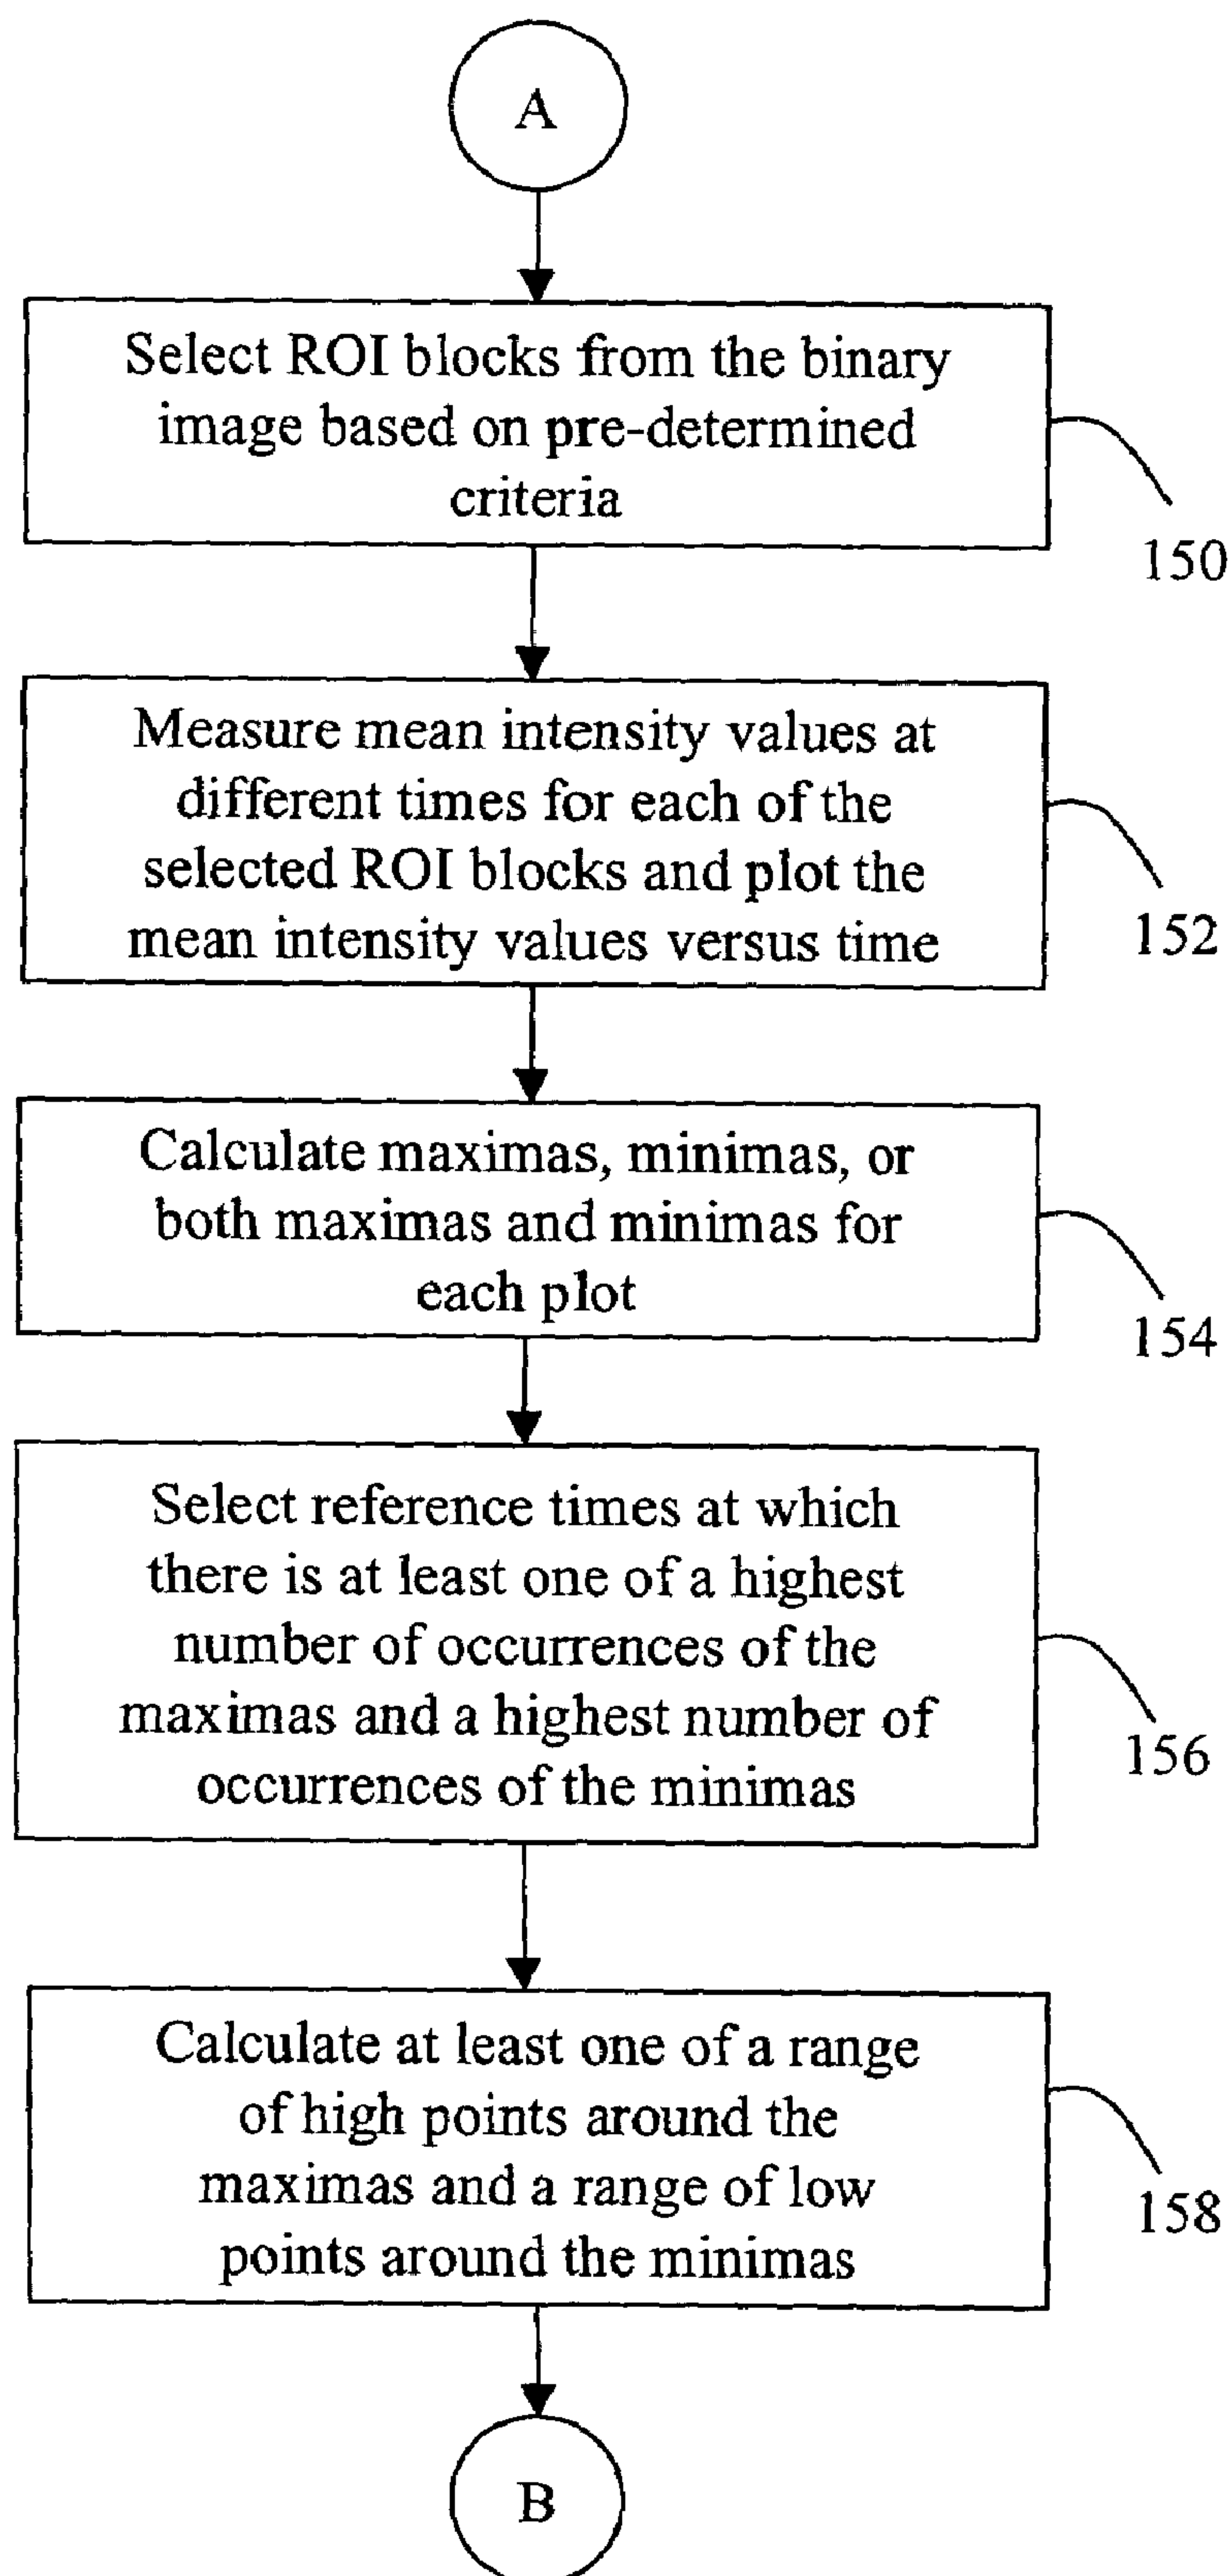 A
Select ROI blocks from the binary
image based on pre-determined
criteria
150
Measure mean intensity values at
different times for each of the
selected ROI blocks and plot the
mean intensity values versus time
152
Calculate maximas, minimas, or
both maximas and minimas for
each plot
154
Select reference times at which
there is at least one of a highest
number of occurrences of the
maximas and a highest number of
occurrences of the minimas
156
Calculate at least one of a range
of high points around the
maximas and a range of low
points around the minimas
158
B